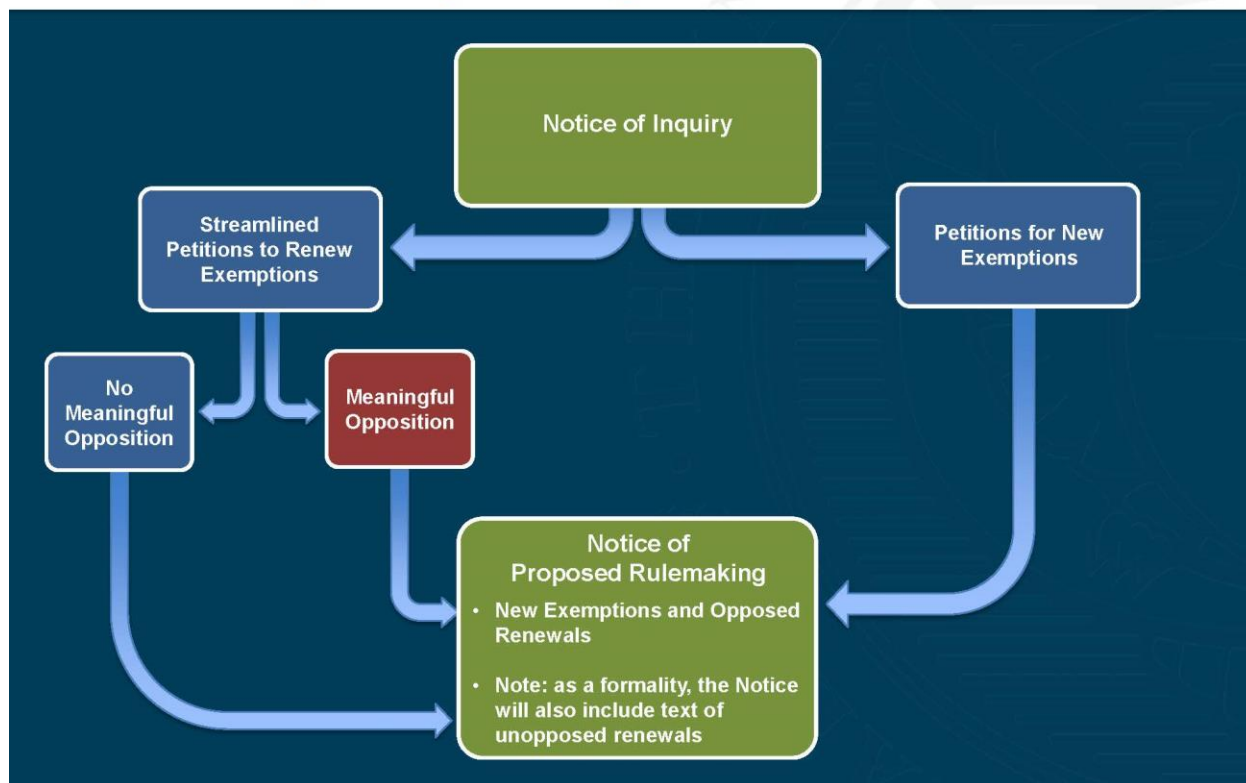 Notice of Inquiry
Streamlined
Petitions to Renew
Exemptions
Petitions for New
Exemptions
No
Meaningful
Opposition
Meaningful
Opposition
Notice of
Proposed Rulemaking
• New Exemptions and Opposed
Renewals
• Note: as a formality, the Notice
will also include text of
unopposed renewals